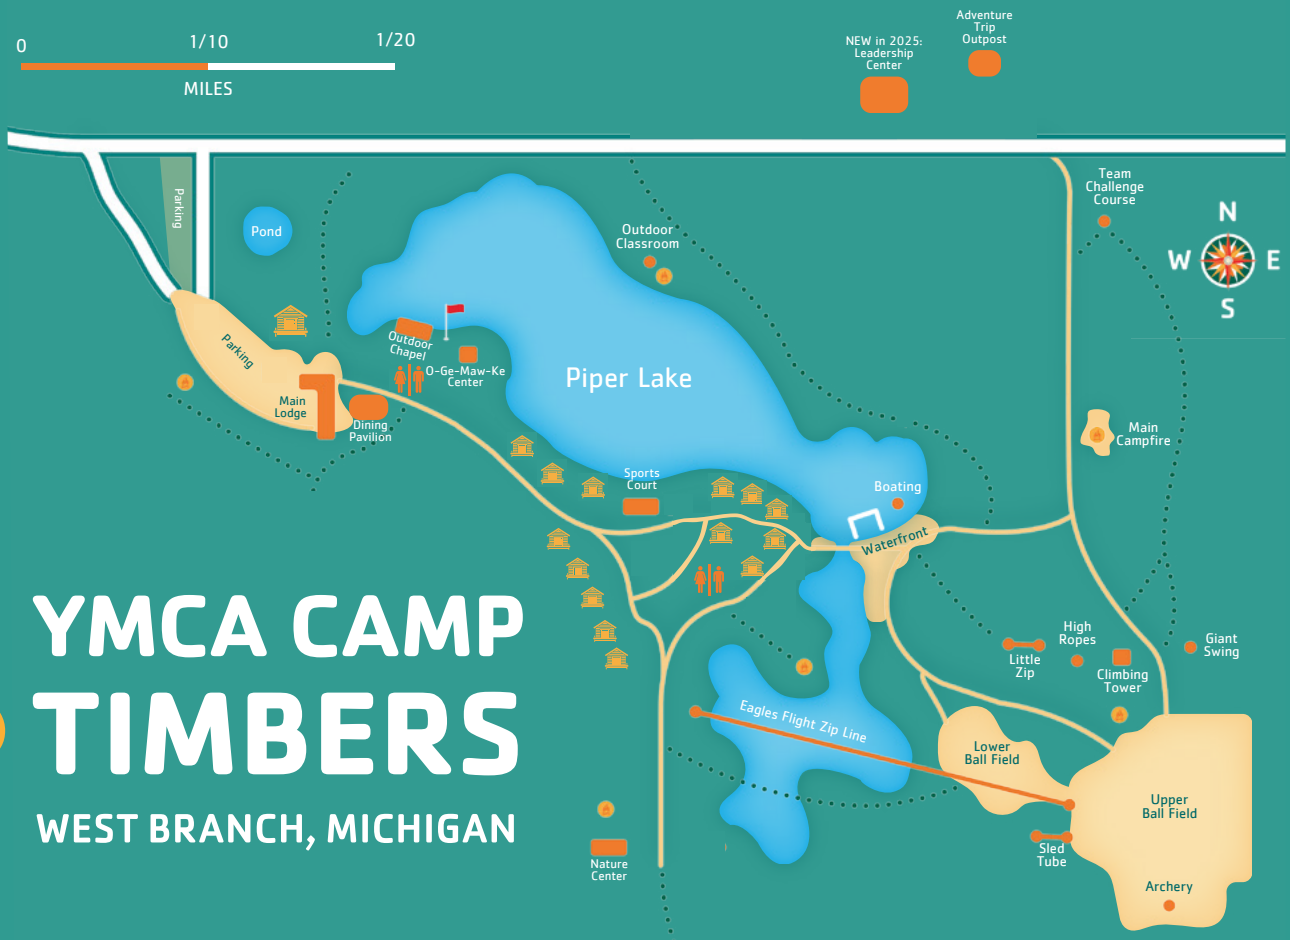 Adventure
Trip
Outpost
NEW in 2025:
Leadership
Center
0
1/10
1/20
MILES
Parking
Pond
Outdoor
Classroom
Team
Challenge
Course
N
W
E
S
Parking
Outdoor
Chapel
O-Ge-Maw-Ke
Center
Piper Lake
Main
Lodge
Dining
Pavilion
Main
Campfire
Sports
Court
Boating
Waterfront
YMCA CAMP
TIMBERS
WEST BRANCH, MICHIGAN
High
Ropes
Little
Zip
Climbing
Tower
Giant
Swing
Eagles Flight Zip Line
Lower
Ball Field
Upper
Ball Field
Sled
Tube
Nature
Center
Archery